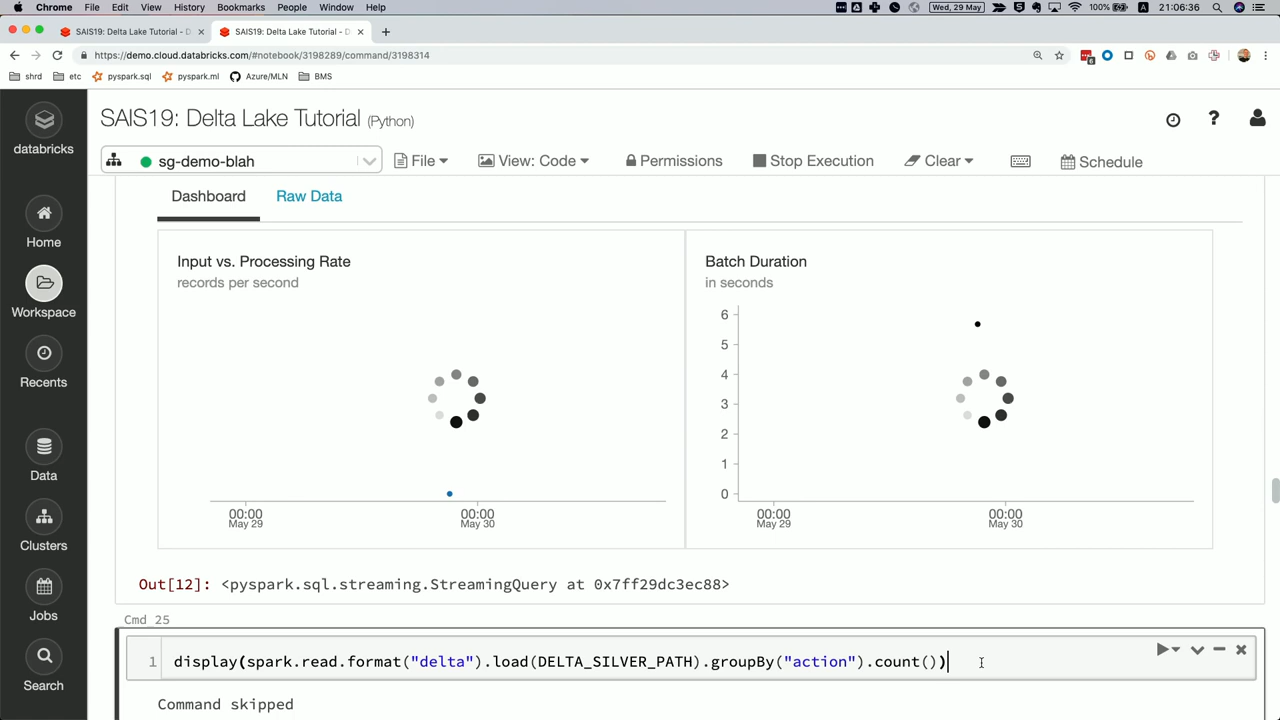 Chrome File Edit View History Bookmarks People Window Help 100% A Wed, 29 May 21:06:36
SAIS19: Delta Lake Tutorial - D × SAIS19: Delta Lake Tutorial - D × +
https://demo.cloud.databricks.com/#notebook/3198289/command/3198314
shrd etc pyspark.sql pyspark.ml Azure/MLN BMS
SAIS19: Delta Lake Tutorial (Python)
databricks
sg-demo-blah File View: Code Permissions Stop Execution Clear Schedule
Dashboard Raw Data
Home
Input vs. Processing Rate
records per second
Batch Duration
in seconds
Workspace
6
5
4
3
2
1
0
Recents
Data
00:00
May 29
00:00
May 30
00:00
May 29
00:00
May 30
Clusters
Out[12]: <pyspark.sql.streaming.StreamingQuery at 0x7ff29dc3ec88>
Jobs
Cmd 25
1 display(spark.read.format("delta").load(DELTA_SILVER_PATH).groupBy("action").count())
Search
Command skipped